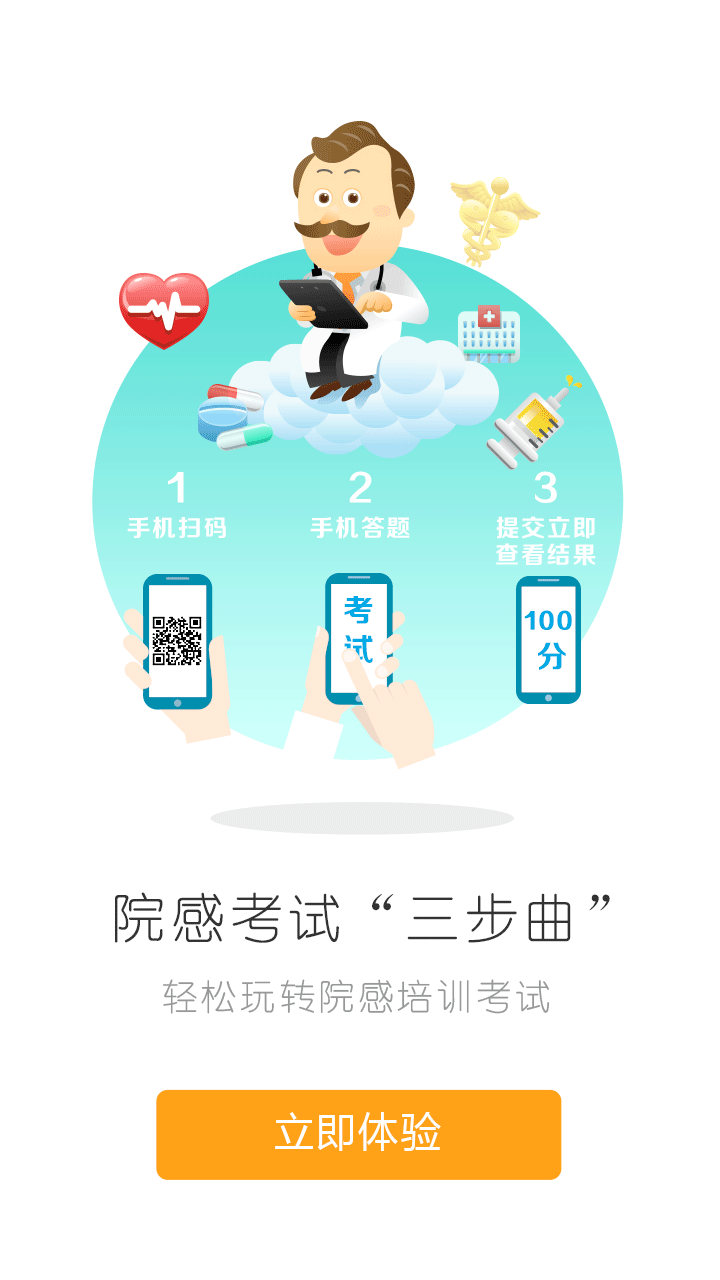 1
手机扫码
2
手机答题
3
提交立即
查看结果
考
试
100
分
院感考试“三步曲”
轻松玩转院感培训考试
立即体验